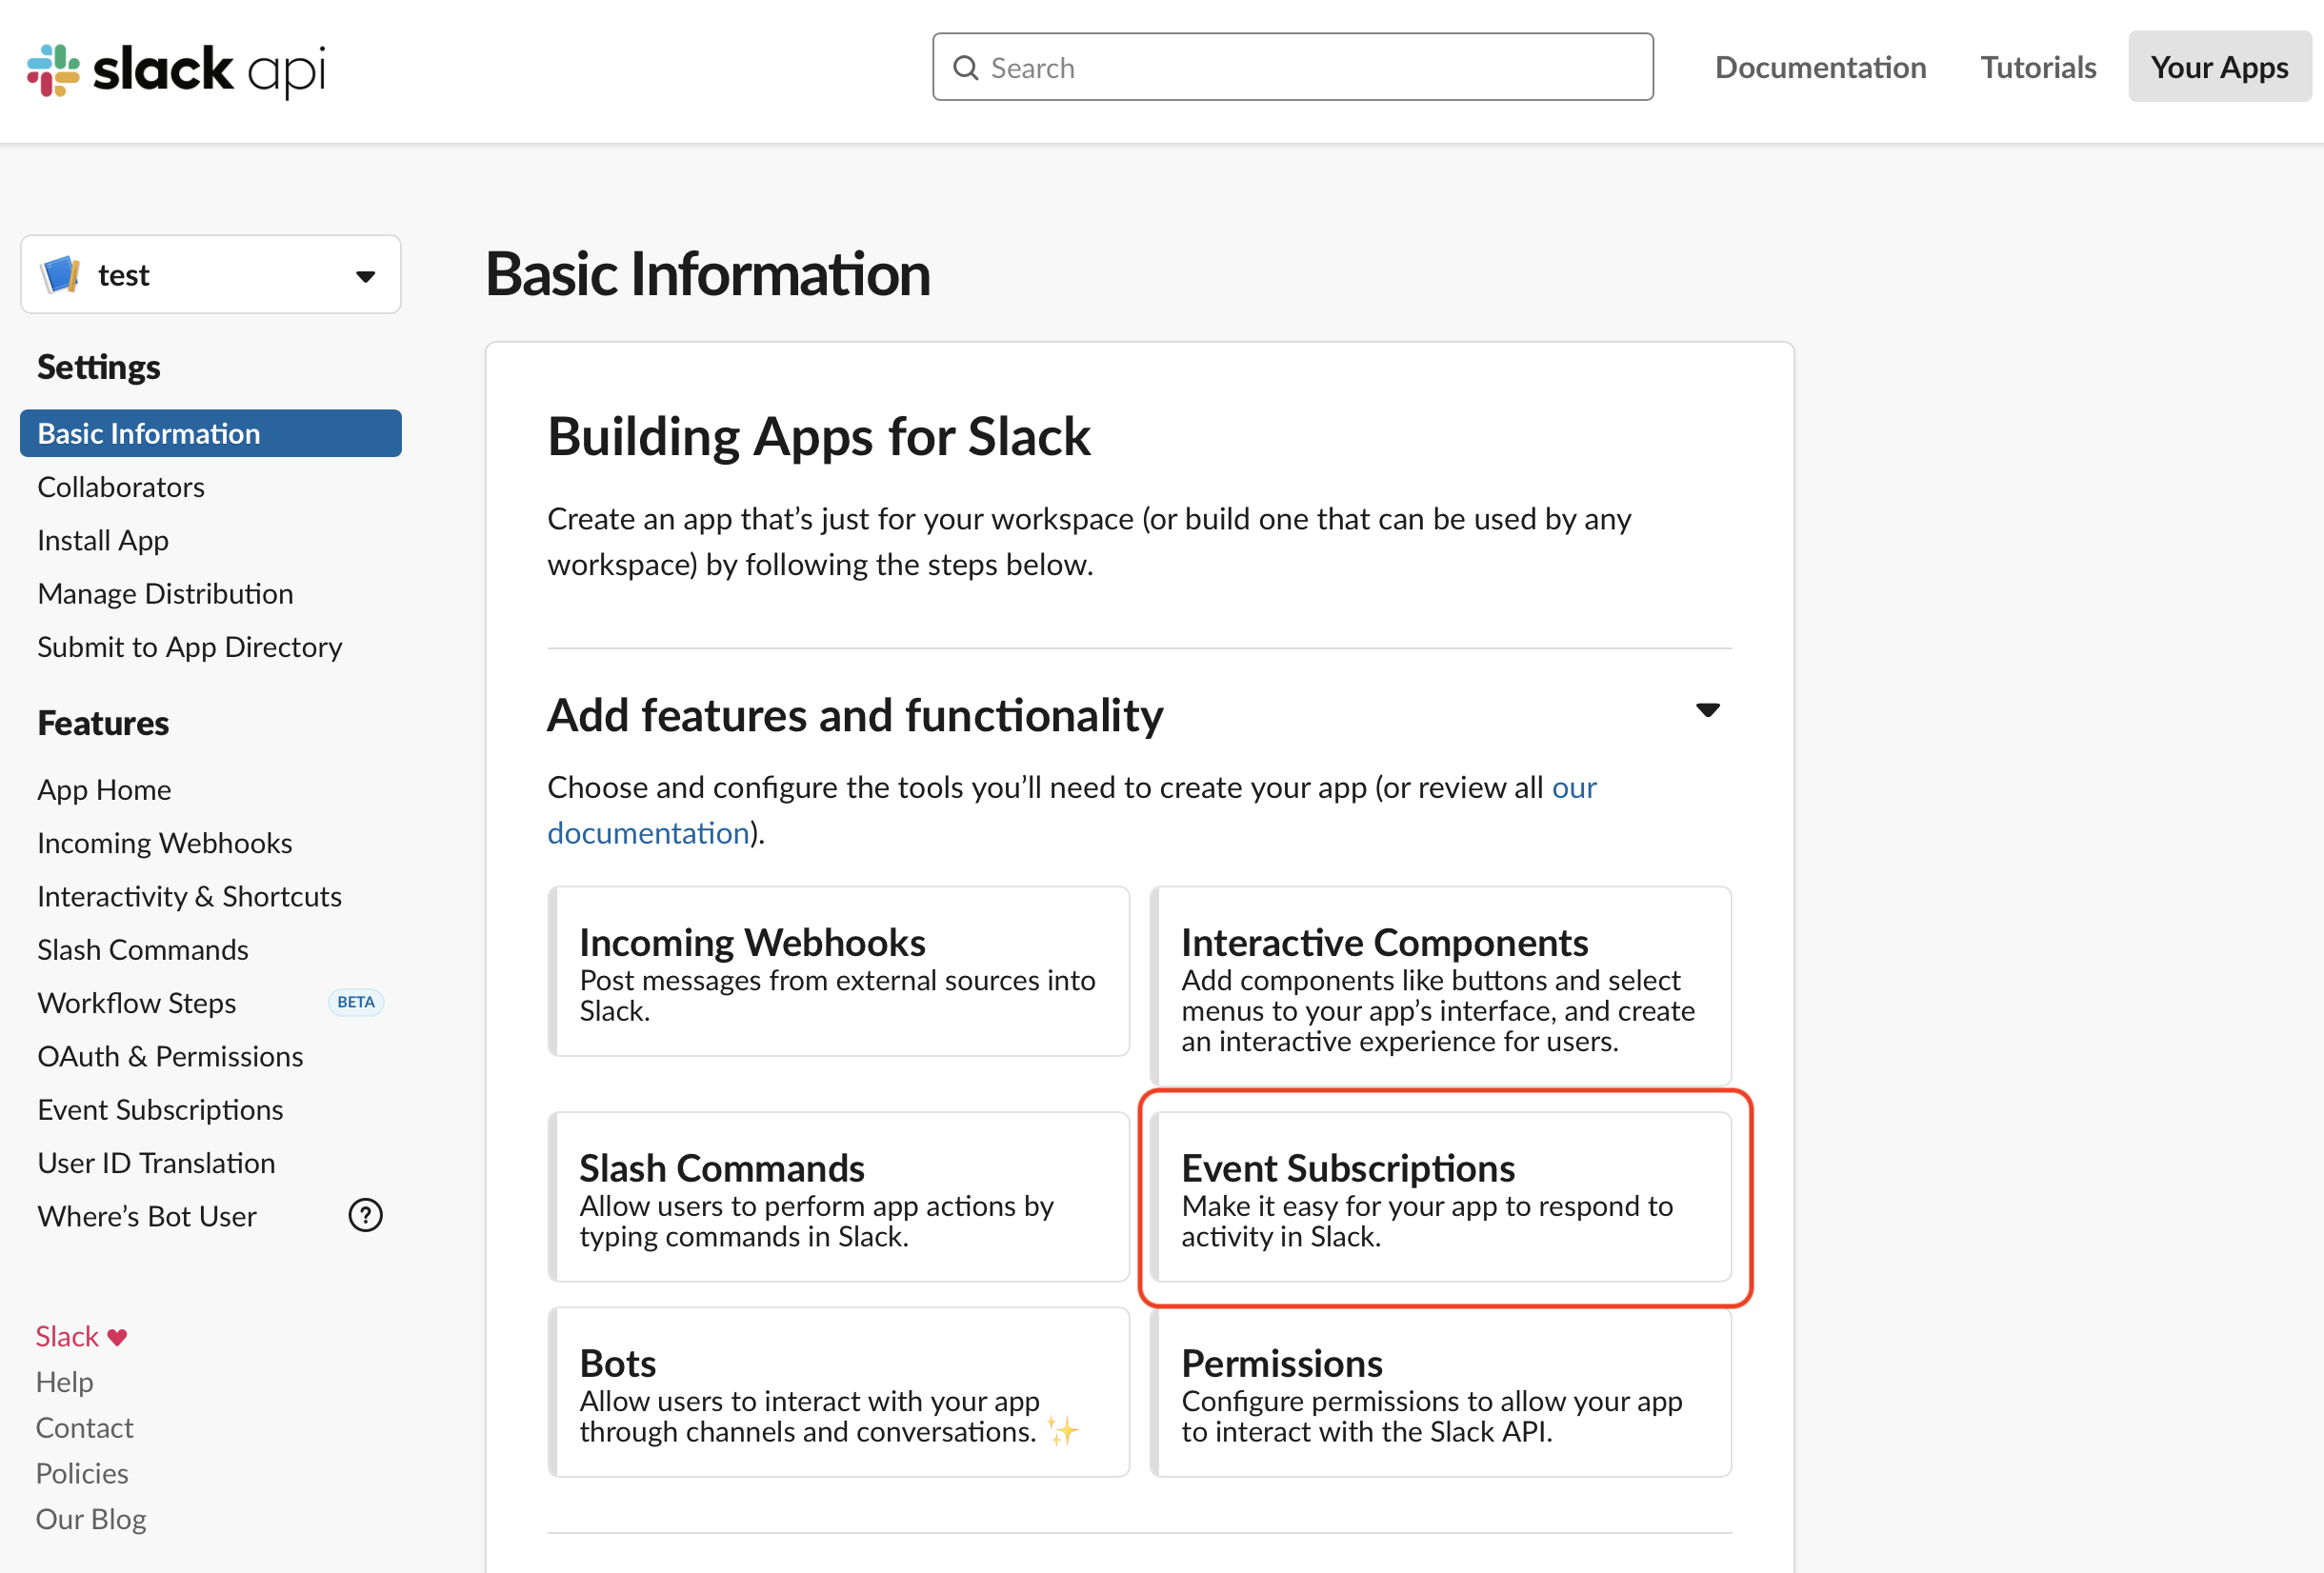 slack api
Search
Documentation
Tutorials
Your Apps
test
Settings
Basic Information
Collaborators
Install App
Manage Distribution
Submit to App Directory
Features
App Home
Incoming Webhooks
Interactivity & Shortcuts
Slash Commands
Workflow Steps
BETA
OAuth & Permissions
Event Subscriptions
User ID Translation
Where’s Bot User
?
Slack
Help
Contact
Policies
Our Blog
Basic Information
Building Apps for Slack
Create an app that’s just for your workspace (or build one that can be used by any
workspace) by following the steps below.
Add features and functionality
Choose and configure the tools you’ll need to create your app (or review all our
documentation).
Incoming Webhooks
Post messages from external sources into
Slack.
Interactive Components
Add components like buttons and select
menus to your app’s interface, and create
an interactive experience for users.
Slash Commands
Allow users to perform app actions by
typing commands in Slack.
Event Subscriptions
Make it easy for your app to respond to
activity in Slack.
Bots
Allow users to interact with your app
through channels and conversations. ✨
Permissions
Configure permissions to allow your app
to interact with the Slack API.